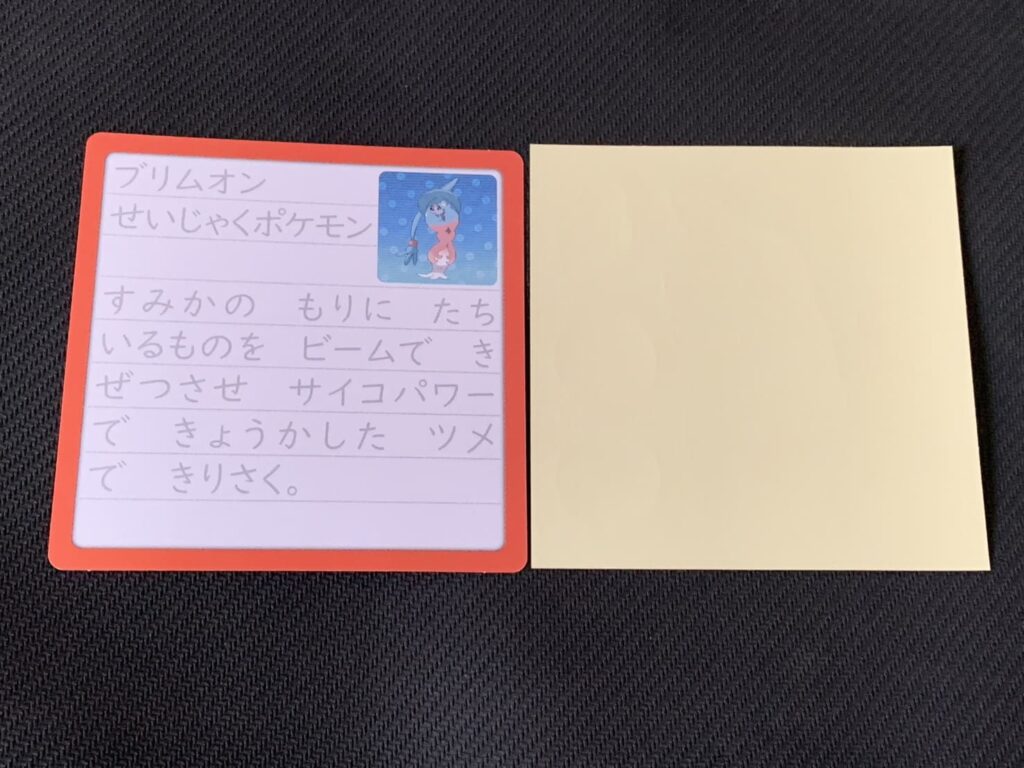 ブリムオン
せいじゃくポケモン
すみかの　もりに　たち
いるものを　ビームで　き
ぜつさせ　サイコパワー
で　きょうかした　ツメ
で　きりさく。